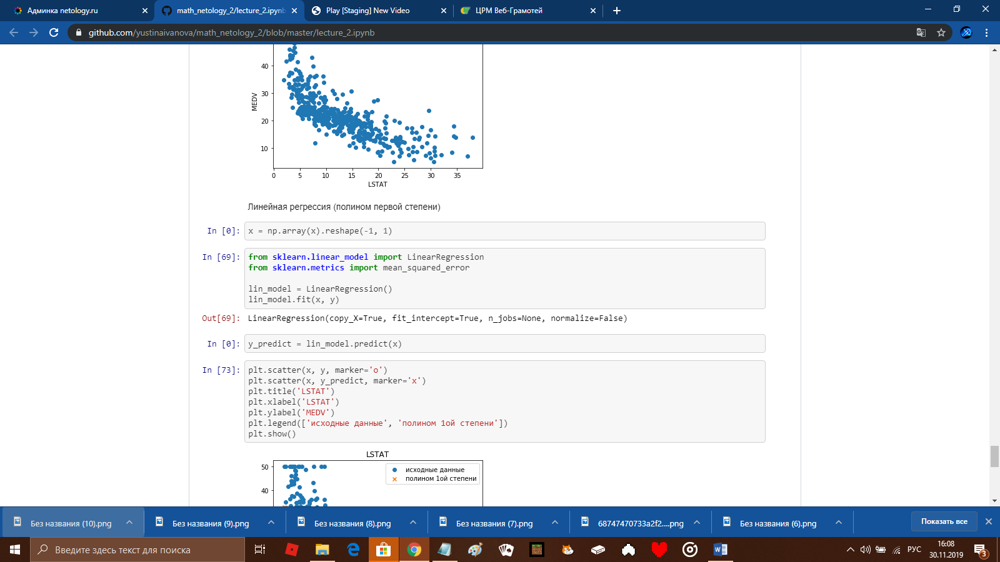 Админка netology.ru
math_netology_2/lecture_2.ipynb
Play [Staging] New Video
ЦРМ Веб-Грамотей
github.com/yustinaivanova/math_netology_2/blob/master/lecture_2.ipynb
40
30
20
10
MEDV
0 5 10 15 20 25 30 35
LSTAT
Линейная регрессия (полином первой степени)
In [0]: x = np.array(x).reshape(-1, 1)
In [69]: from sklearn.linear_model import LinearRegression
from sklearn.metrics import mean_squared_error
lin_model = LinearRegression()
lin_model.fit(x, y)
Out[69]: LinearRegression(copy_X=True, fit_intercept=True, n_jobs=None, normalize=False)
In [0]: y_predict = lin_model.predict(x)
In [73]: plt.scatter(x, y, marker='o')
plt.scatter(x, y_predict, marker='x')
plt.title('LSTAT')
plt.xlabel('LSTAT')
plt.ylabel('MEDV')
plt.legend(['исходные данные', 'полином 1ой степени'])
plt.show()
LSTAT
50
40
исходные данные
полином 1ой степени
Без названия (10).png
Без названия (9).png
Без названия (8).png
Без названия (7).png
68747470733a2f2....png
Без названия (6).png
Показать все
Введите здесь текст для поиска
РУС
16:08
30.11.2019
3